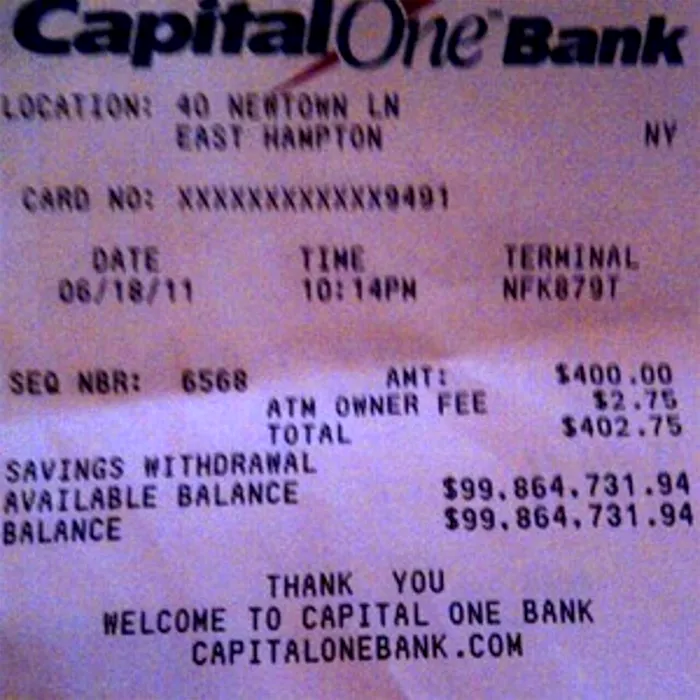 Capital One™ Bank
LOCATION: 40 NEWTOWN LN
EAST HAMPTON NY
CARD NO: XXXXXXXXXXXX9491
DATE TIME TERMINAL
06/18/11 10:14PM NFK879T
SEQ NBR: 6568 AMT: $400.00
ATM OWNER FEE $2.75
TOTAL $402.75
SAVINGS WITHDRAWAL
AVAILABLE BALANCE $99,864,731.94
BALANCE $99,864,731.94
THANK YOU
WELCOME TO CAPITAL ONE BANK
CAPITALONEBANK.COM